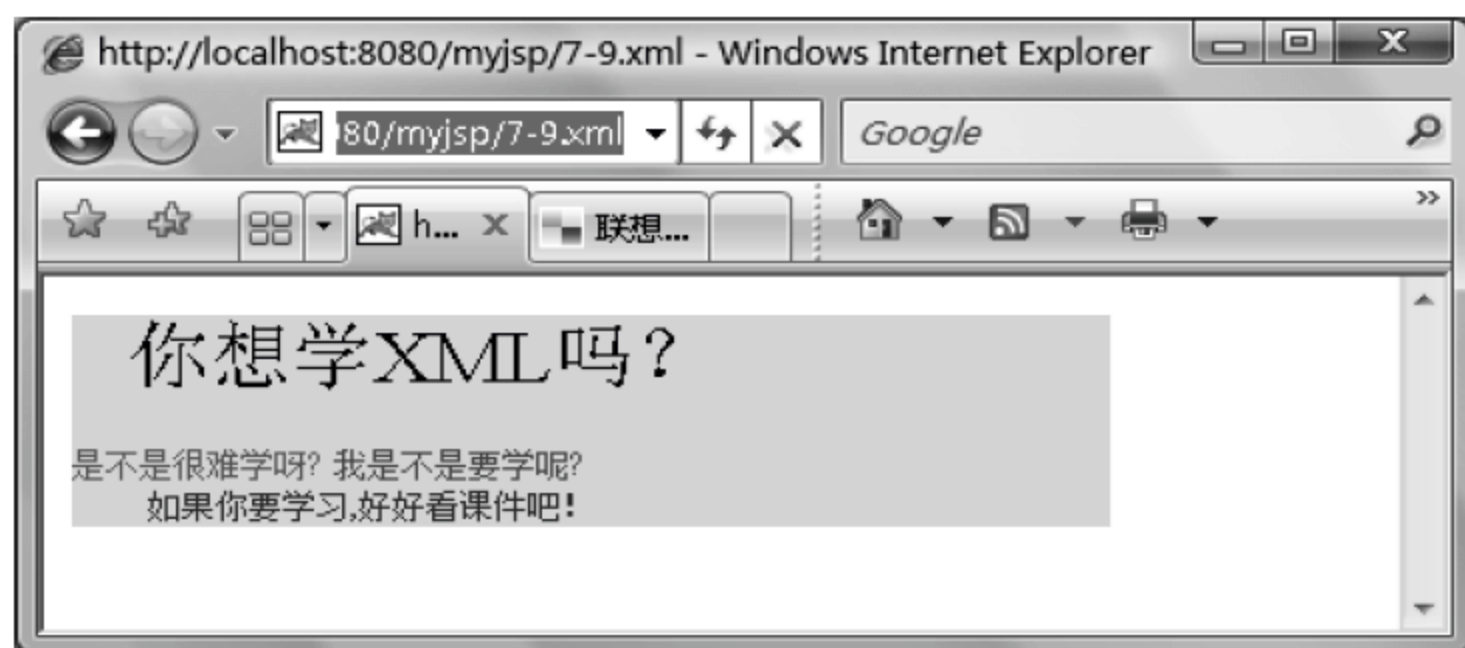 http://localhost:8080/myjsp/7-9.xml - Windows Internet Explorer
80/myjsp/7-9.xml
Google
h...
联想...
你想学XML吗?
是不是很难学呀? 我是不是要学呢?
如果你要学习,好好看课件吧!